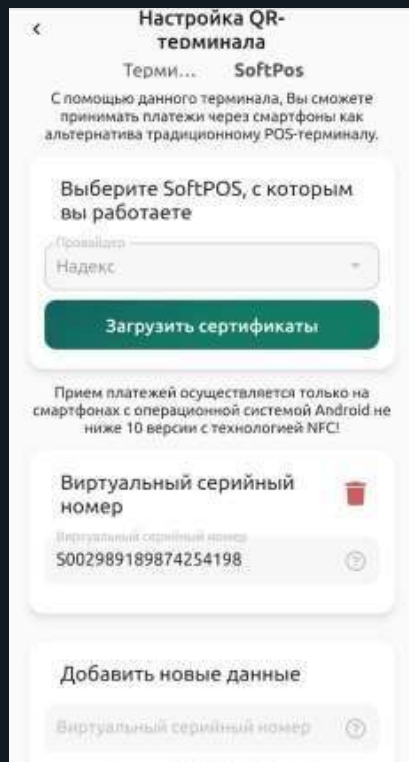 Настройка QR-
терминала
Терми... SoftPos
С помощью данного терминала, Вы сможете
принимать платежи через смартфоны как
альтернатива традиционному POS-терминалу.
Выберите SoftPOS, с которым
вы работаете
Провайдер
Надекс
Загрузить сертификаты
Прием платежей осуществляется только на
смартфонах с операционной системой Android не
ниже 10 версии с технологией NFC!
Виртуальный серийный
номер
Виртуальный серийный номер
S002989189874254198
Добавить новые данные
Виртуальный серийный номер